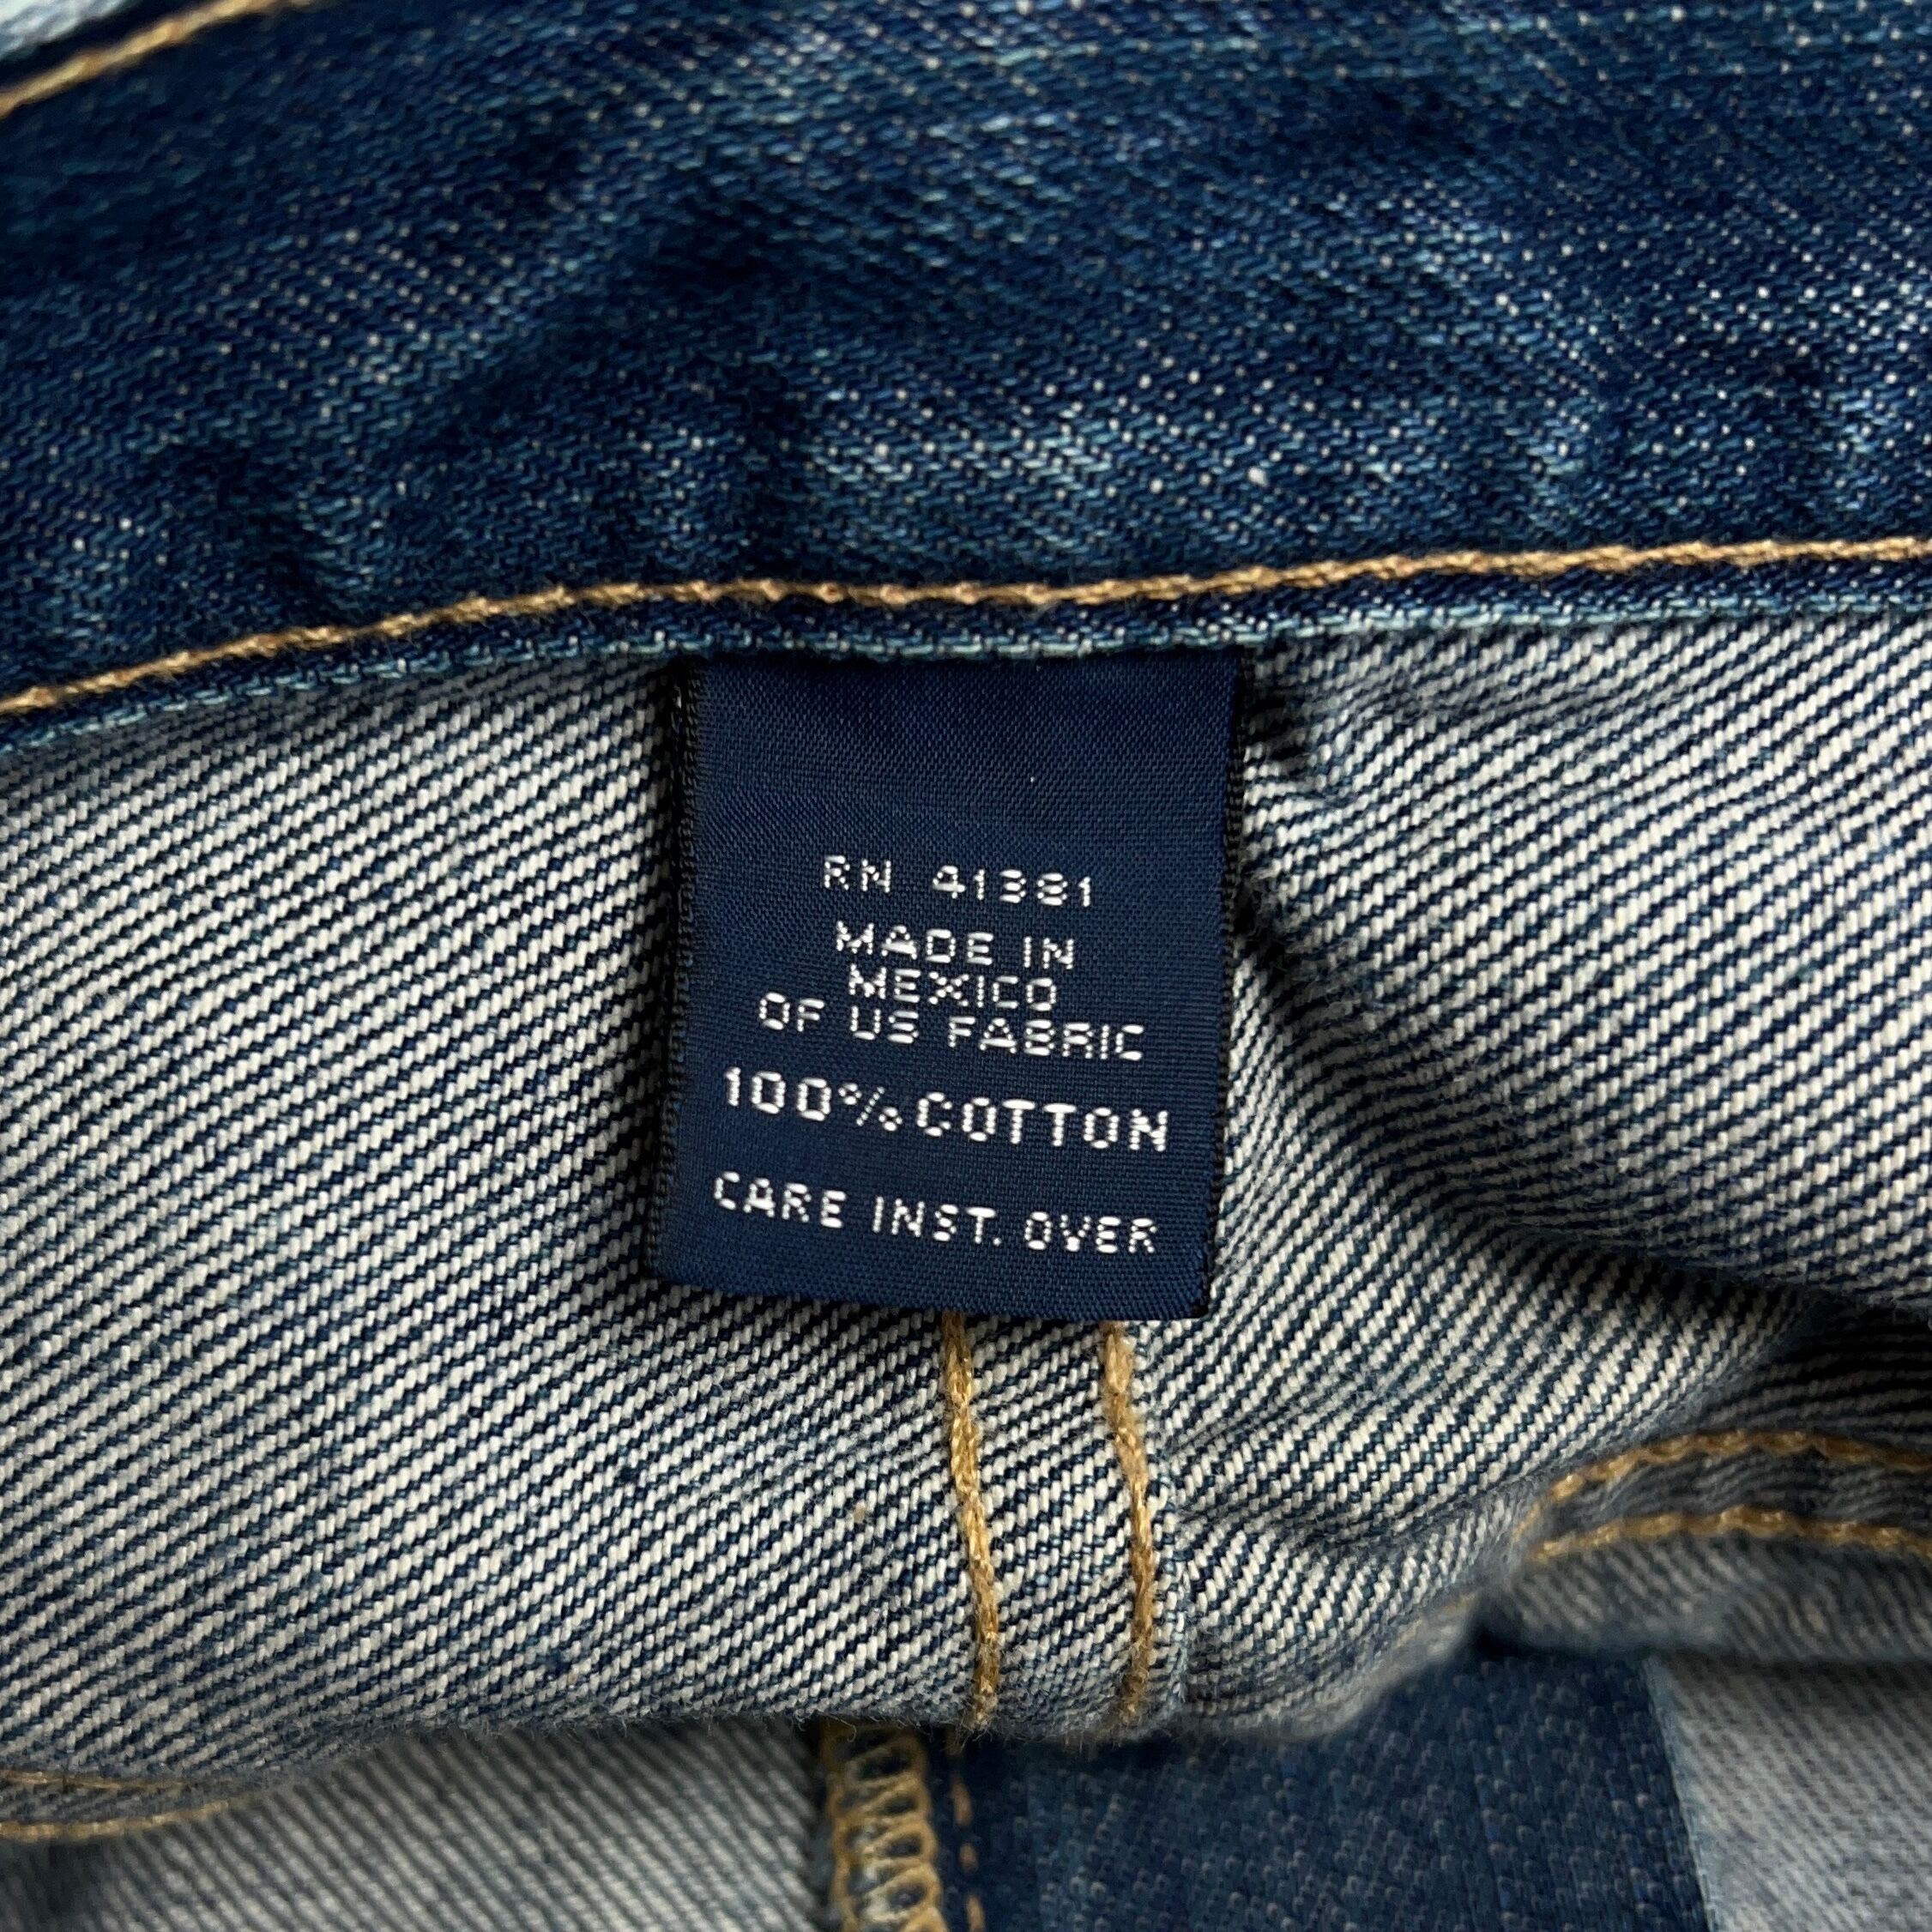 RN 41381
MADE IN
MEXICO
OF US FABRIC
100% COTTON
CARE INST. OVER